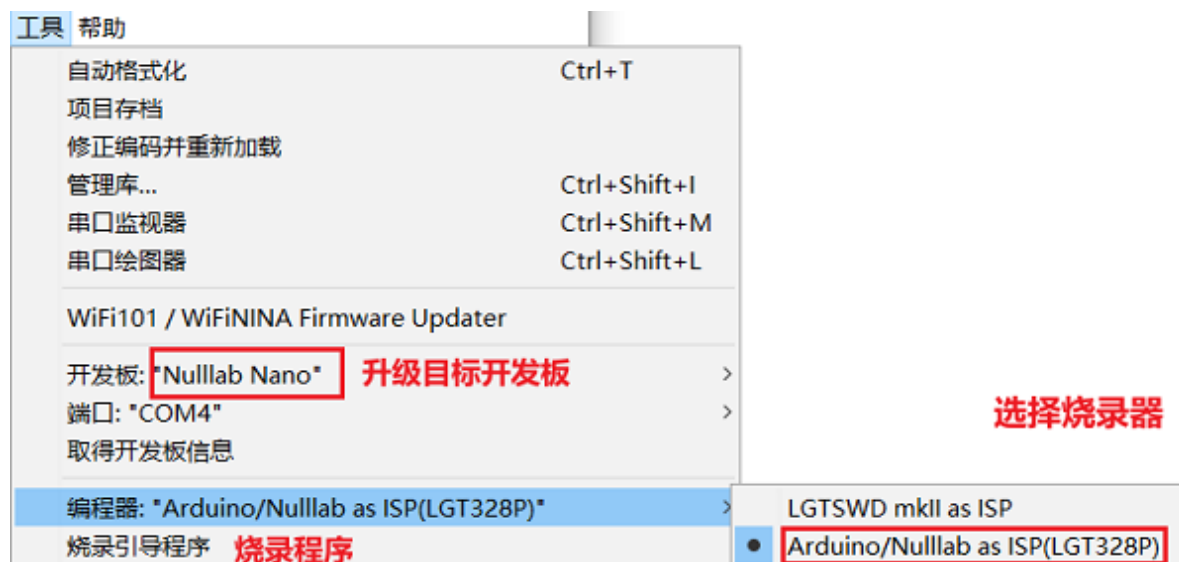 工具 帮助
自动格式化 Ctrl+T
项目存档
修正编码并重新加载
管理库... Ctrl+Shift+I
串口监视器 Ctrl+Shift+M
串口绘图器 Ctrl+Shift+L
WiFi101 / WiFiNINA Firmware Updater
开发板: "Nulllab Nano" 升级目标开发板 >
端口: "COM4" >
选择烧录器
取得开发板信息
编程器: "Arduino/Nulllab as ISP(LGT328P)" >
LGTSWD mkII as ISP
烧录引导程序 烧录程序
Arduino/Nulllab as ISP(LGT328P)